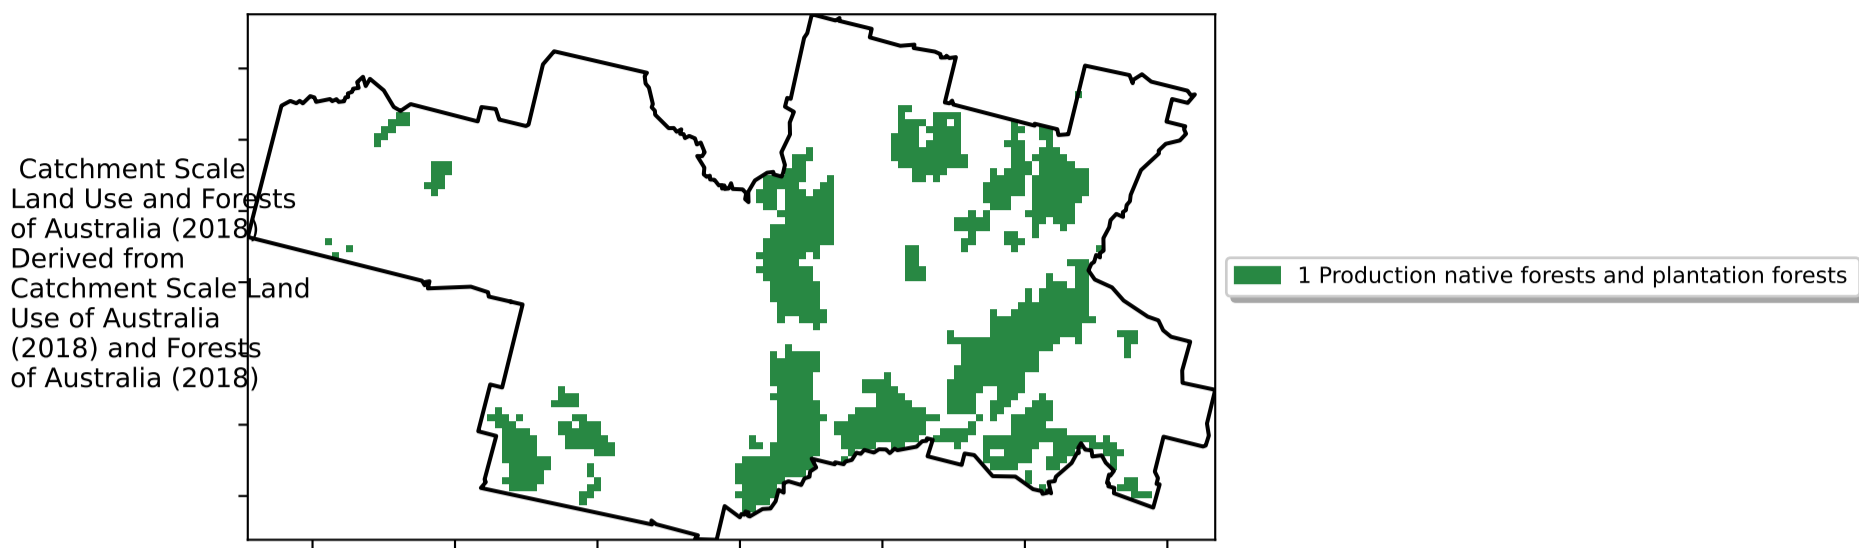 Catchment Scale
Land Use and Forests
of Australia (2018)
Derived from
Catchment Scale Land
Use of Australia
(2018) and Forests
of Australia (2018)
1 Production native forests and plantation forests